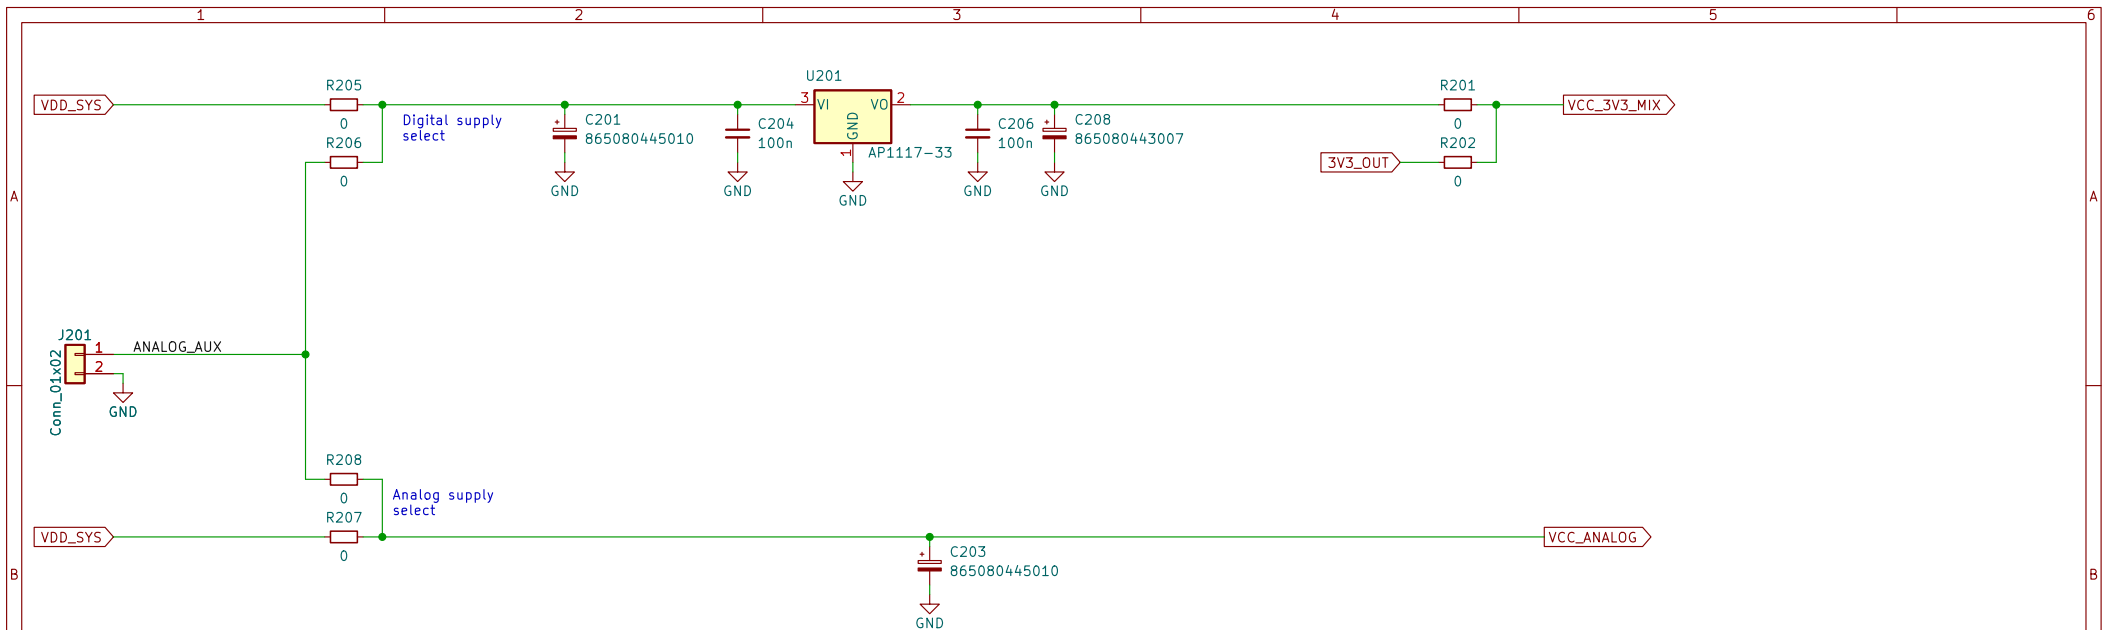 1 2 3 4 5 6
U201
R205 R201
VDD_SYS 3 VI VO 2 VCC_3V3_MIX
0 Digital supply select C201 865080445010 C204 100n GND C206 100n C208 865080443007 0
R206 1 AP1117-33 R202
3V3_OUT
0 GND GND GND GND GND 0
A A
J201
1 ANALOG_AUX
2
Conn_01x02
GND
R208
0 Analog supply
select
R207
VDD_SYS VCC_ANALOG
0 C203
865080445010
B B
GND